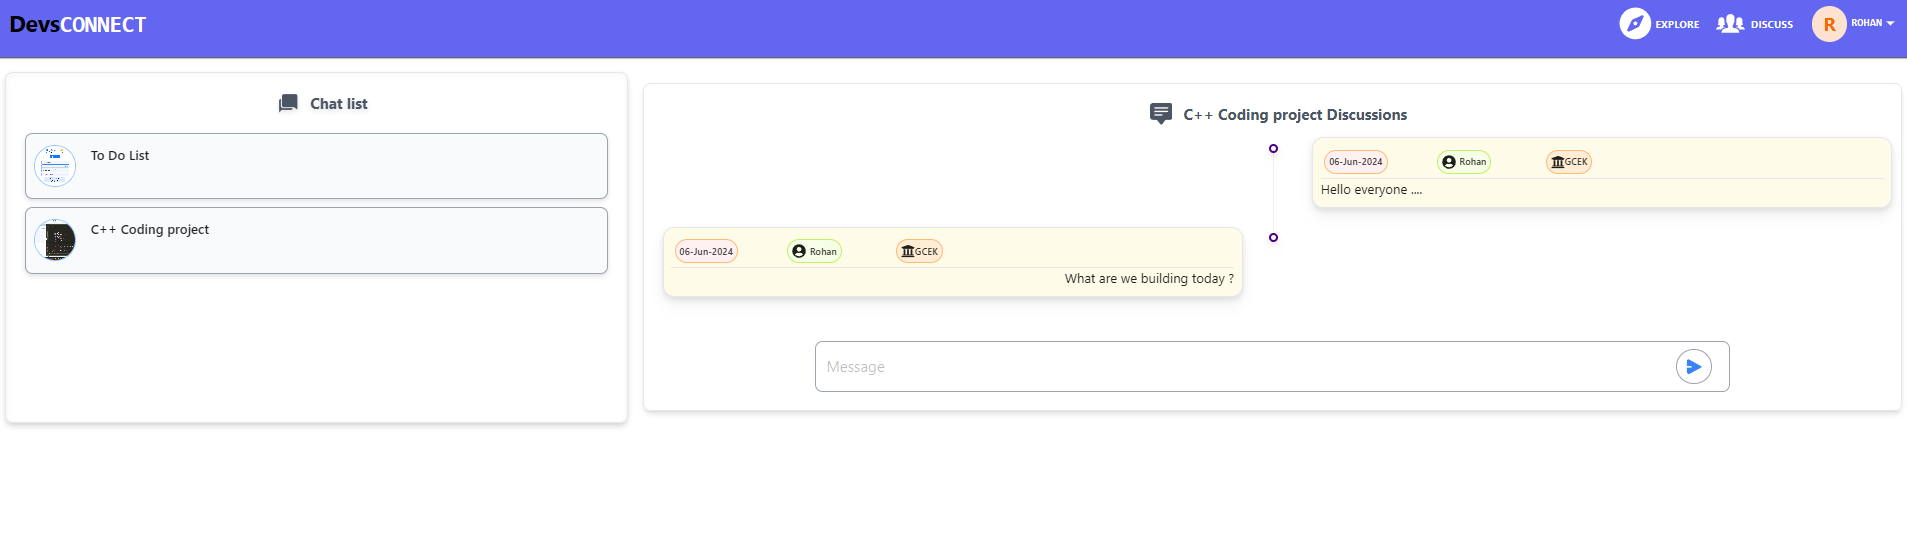 DevsCONNECT
EXPLORE
DISCUSS
R
ROHAN
Chat list
To Do List
C++ Coding project
C++ Coding project Discussions
06-Jun-2024 Rohan GCEK
Hello everyone ....
06-Jun-2024 Rohan GCEK
What are we building today ?
Message